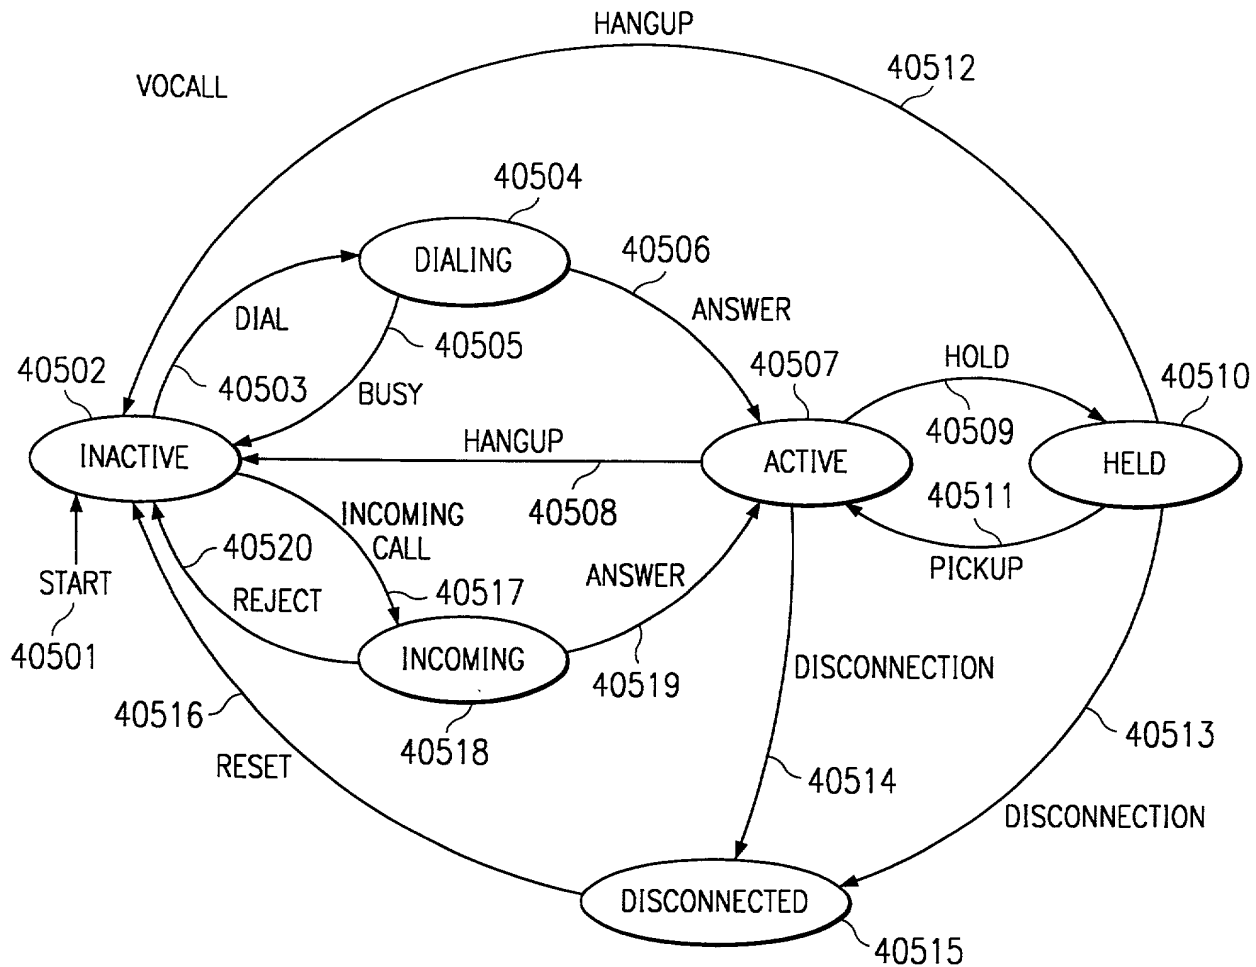 HANGUP
40512
VOCALL
40504
40506
DIALING
ANSWER
DIAL
40505
40507
HOLD
40502
40503
BUSY
40510
40509
HANGUP
INACTIVE
ACTIVE
HELD
40511
40508
INCOMING
CALL
40520
PICKUP
START
REJECT
40517
ANSWER
40501
INCOMING
DISCONNECTION
40519
40516
40518
40513
RESET
40514
DISCONNECTION
DISCONNECTED
40515